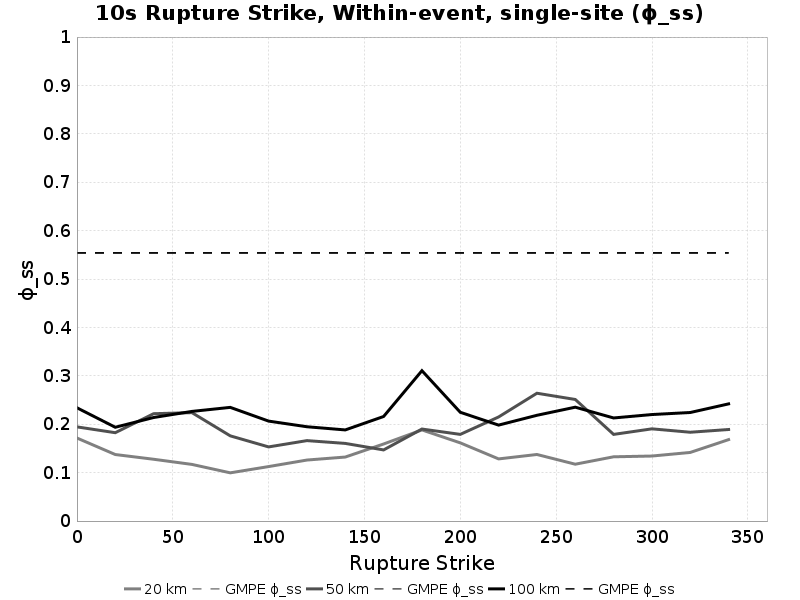 10s Rupture Strike, Within-event, single-site (ϕ_ss)
1
0.9
0.8
0.7
0.6
0.5
0.4
0.3
0.2
0.1
0
ϕ_ss
0 50 100 150 200 250 300 350
Rupture Strike
20 km GMPE ϕ_ss 50 km GMPE ϕ_ss 100 km GMPE ϕ_ss